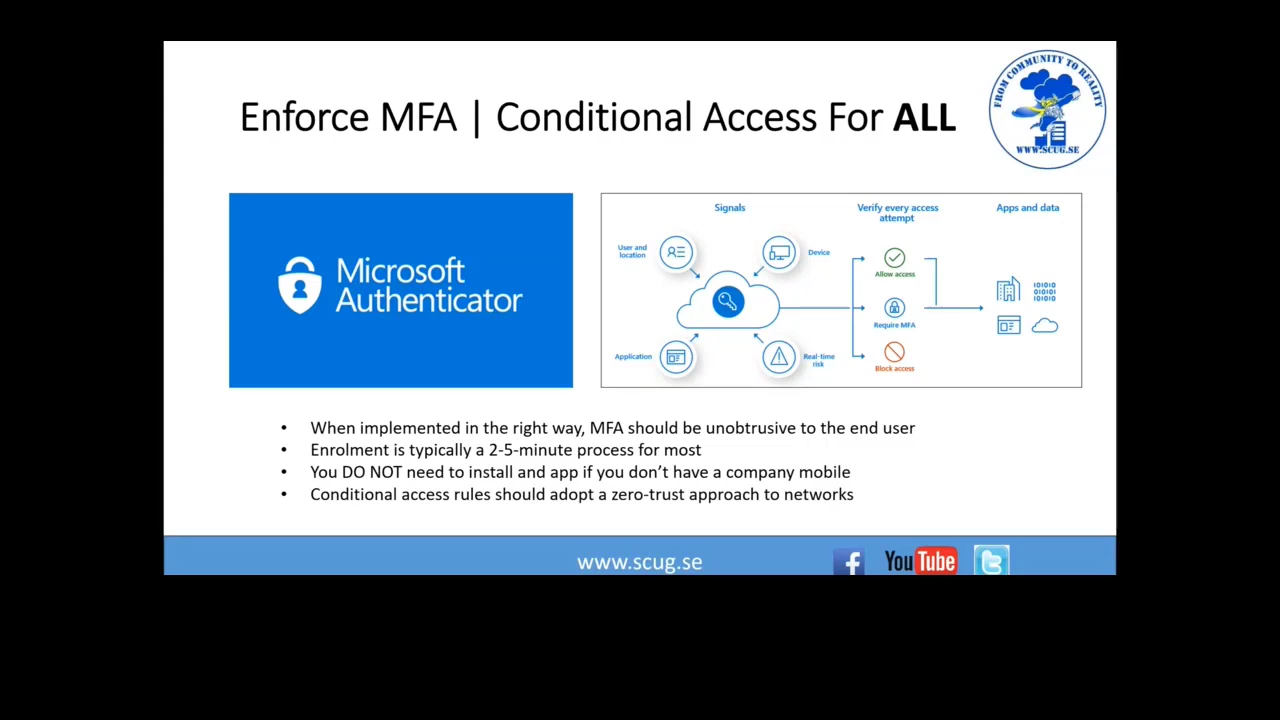 Enforce MFA | Conditional Access For ALL
FROM COMMUNITY TO REALITY
WWW.SCUG.SE
Microsoft
Authenticator
Signals
Verify every access
attempt
Apps and data
User and
location
Device
Allow access
Require MFA
Application
Real-time
risk
Block access
010101
010101
010101
• When implemented in the right way, MFA should be unobtrusive to the end user
• Enrolment is typically a 2-5-minute process for most
• You DO NOT need to install and app if you don’t have a company mobile
• Conditional access rules should adopt a zero-trust approach to networks
www.scug.se
f
YouTube
t